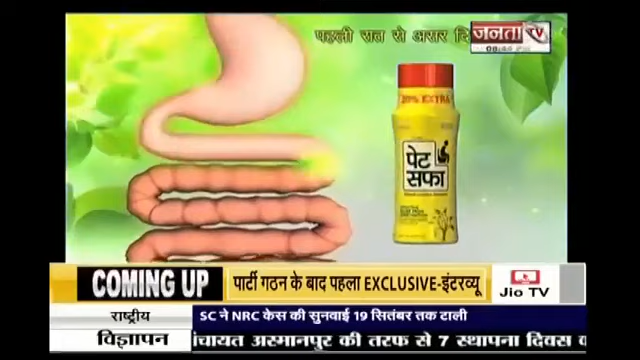 पहली रात से असर दि
जनता TV
20% EXTRA
पेट
सफा
COMING UP
पार्टी गठन के बाद पहला EXCLUSIVE-इंटरव्यू
Jio TV
राष्ट्रीय
SC ने NRC केस की सुनवाई 19 सितंबर तक टाली
विज्ञापन
ंचायत अस्मानपुर की तरफ से 7 स्थापना दिवस व